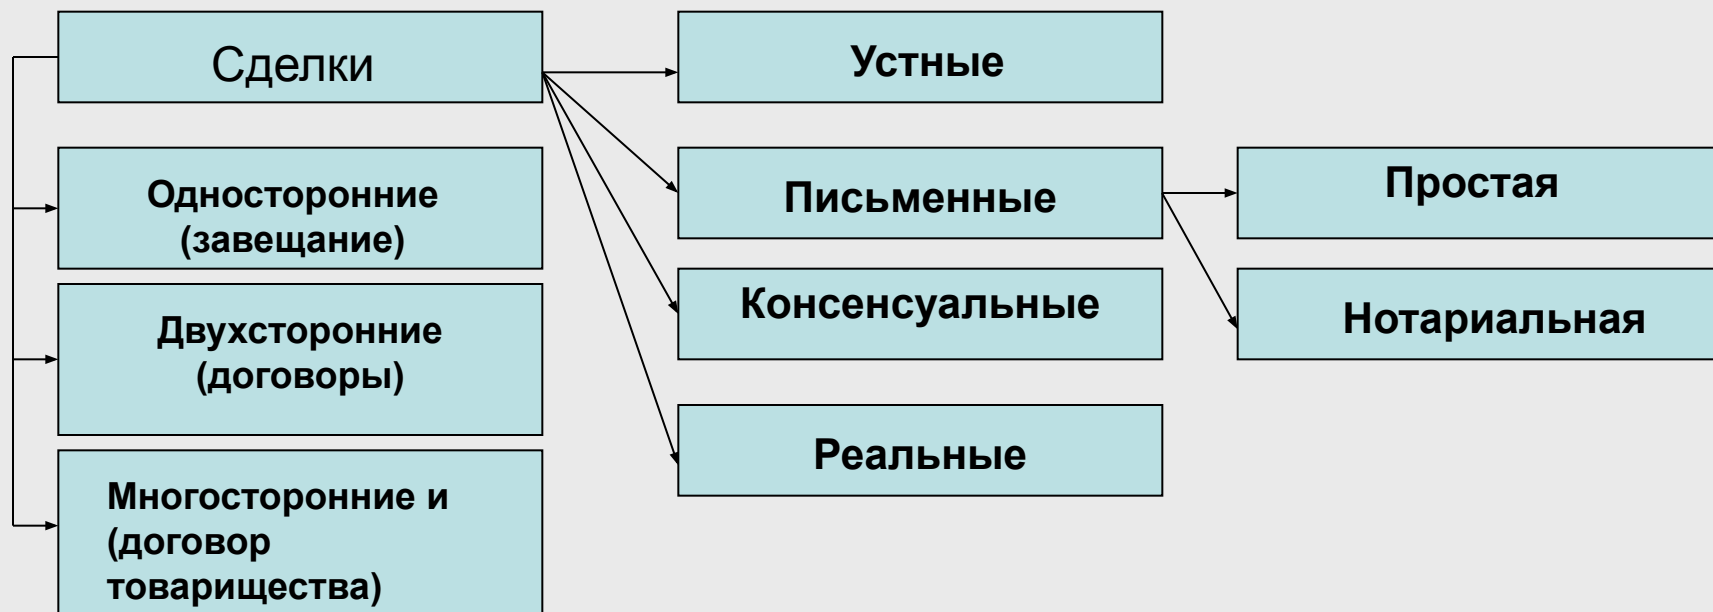 Сделки
Односторонние
(завещание)
Двухсторонние
(договоры)
Многосторонние и
(договор
товарищества)
Устные
Письменные
Консенсуальные
Реальные
Простая
Нотариальная